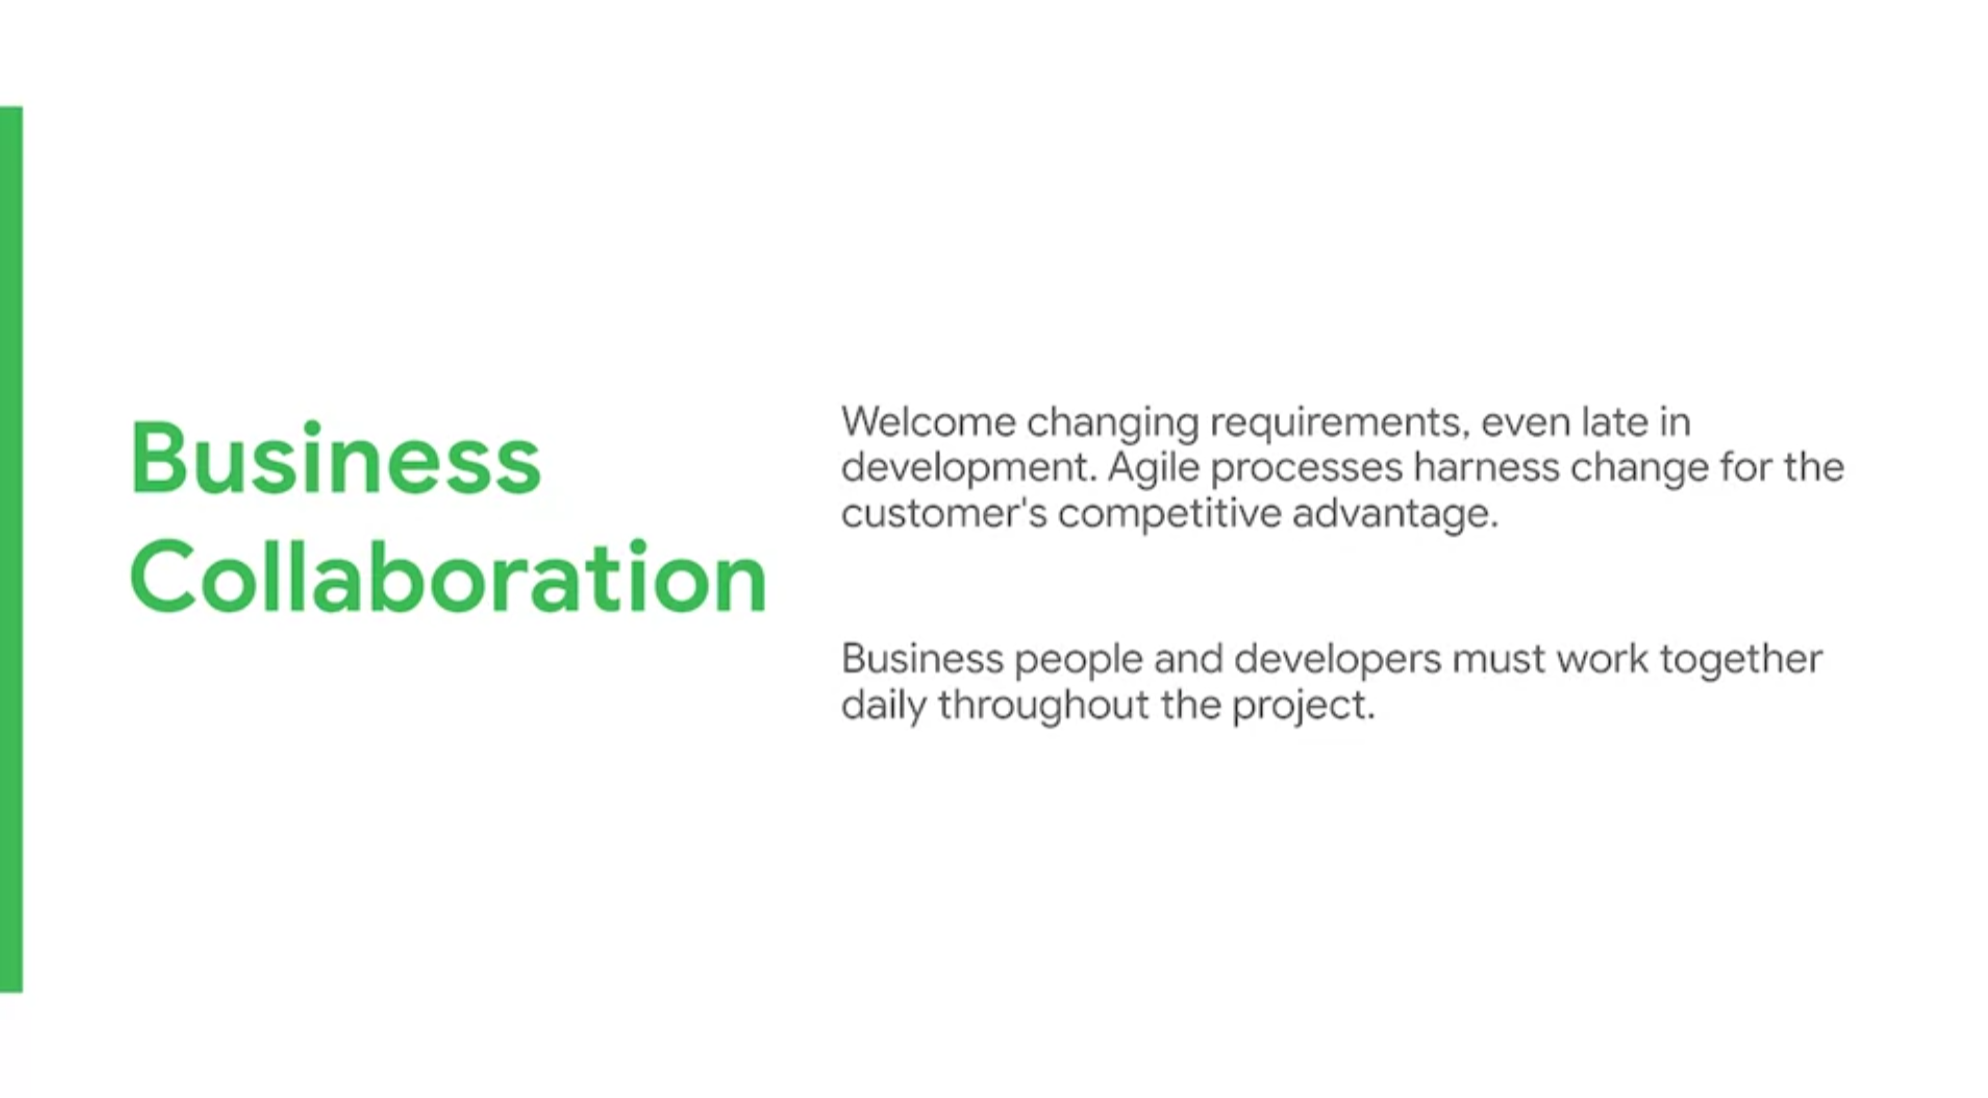 Business
Collaboration
Welcome changing requirements, even late in
development. Agile processes harness change for the
customer's competitive advantage.
Business people and developers must work together
daily throughout the project.